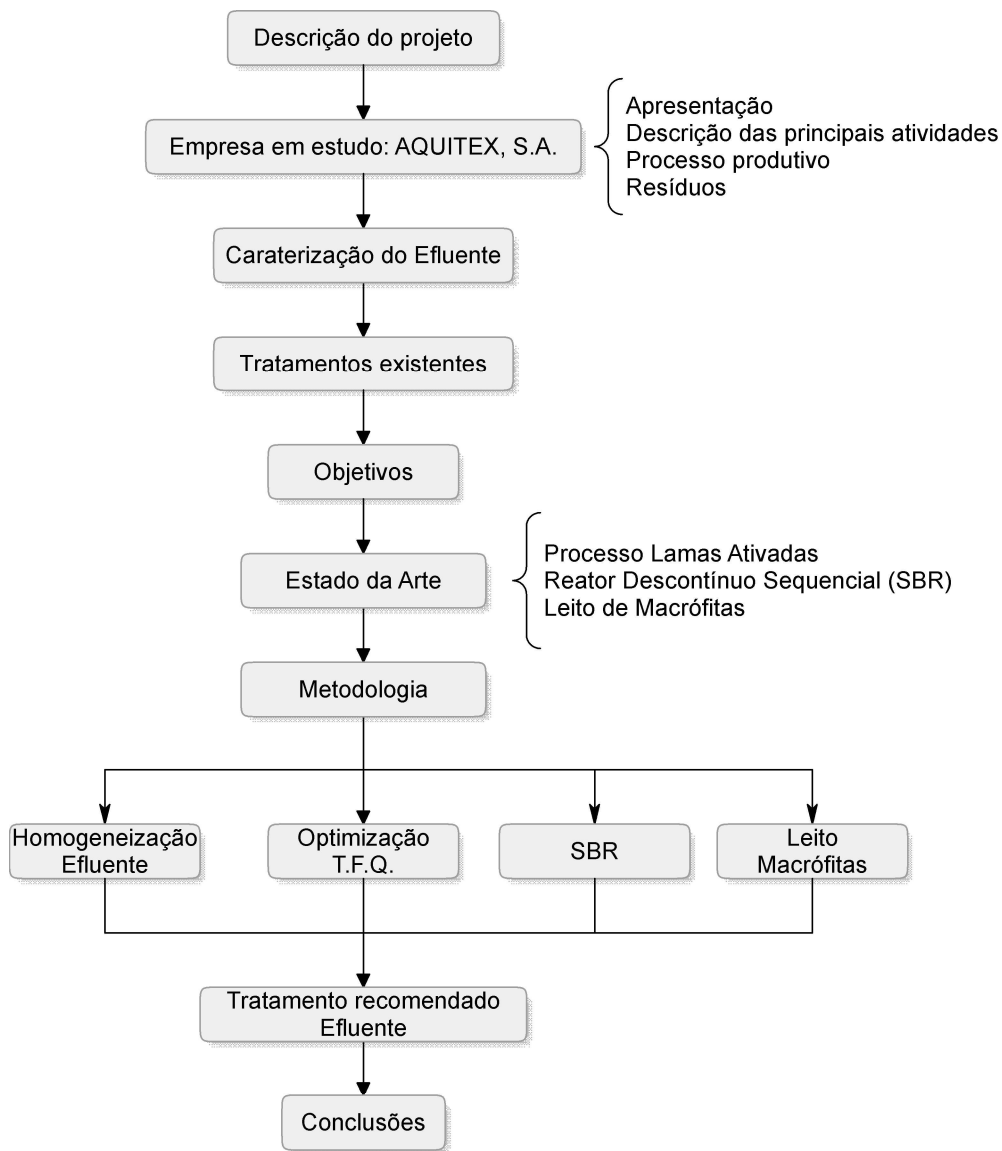 Descrição do projeto
Empresa em estudo: AQUITEX, S.A.
Apresentação
Descrição das principais atividades
Processo produtivo
Resíduos
Caraterização do Efluente
Tratamentos existentes
Objetivos
Estado da Arte
Processo Lamas Ativadas
Reator Descontínuo Sequencial (SBR)
Leito de Macrófitas
Metodologia
Homogeneização
Efluente
Optimização
T.F.Q.
SBR
Leito
Macrófitas
Tratamento recomendado
Efluente
Conclusões